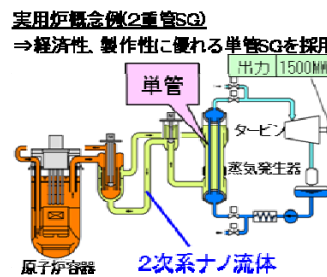 実用炉概念例(2重管SG)
⇒経済性、製作性に優れる単管SGを採用
出力 1500MW
単管
タービン
蒸気発生器
原子炉容器
2次系ナノ流体